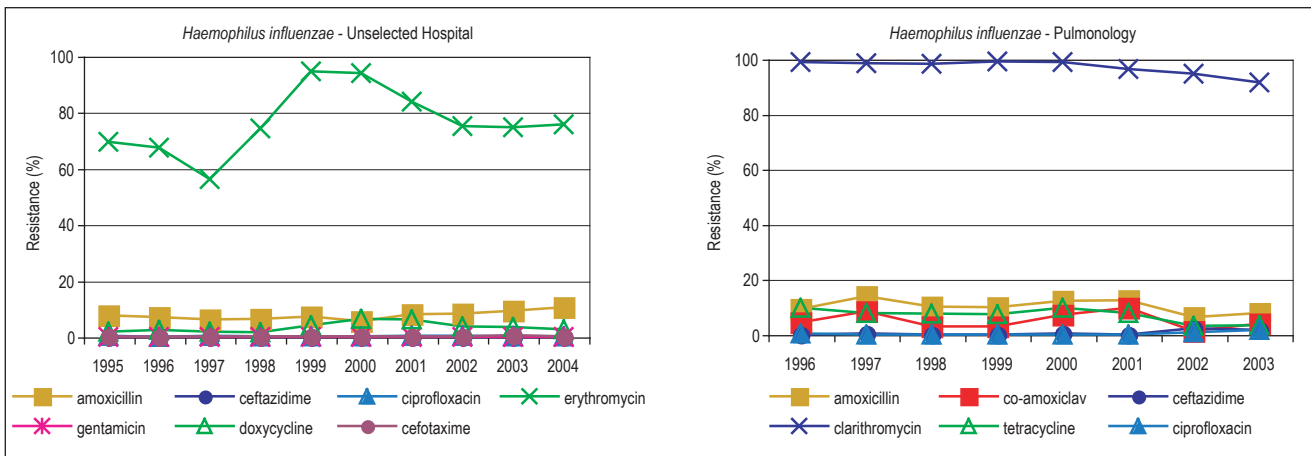 Haemophilus influenzae - Unselected Hospital
100
80
60
40
20
0
Resistance (%)
1995 1996 1997 1998 1999 2000 2001 2002 2003 2004
amoxicillin ceftazidime ciprofloxacin erythromycin
gentamicin doxycycline cefotaxime
Haemophilus influenzae - Pulmonology
100
80
60
40
20
0
Resistance (%)
1996 1997 1998 1999 2000 2001 2002 2003
amoxicillin co-amoxiclav ceftazidime
clarithromycin tetracycline ciprofloxacin